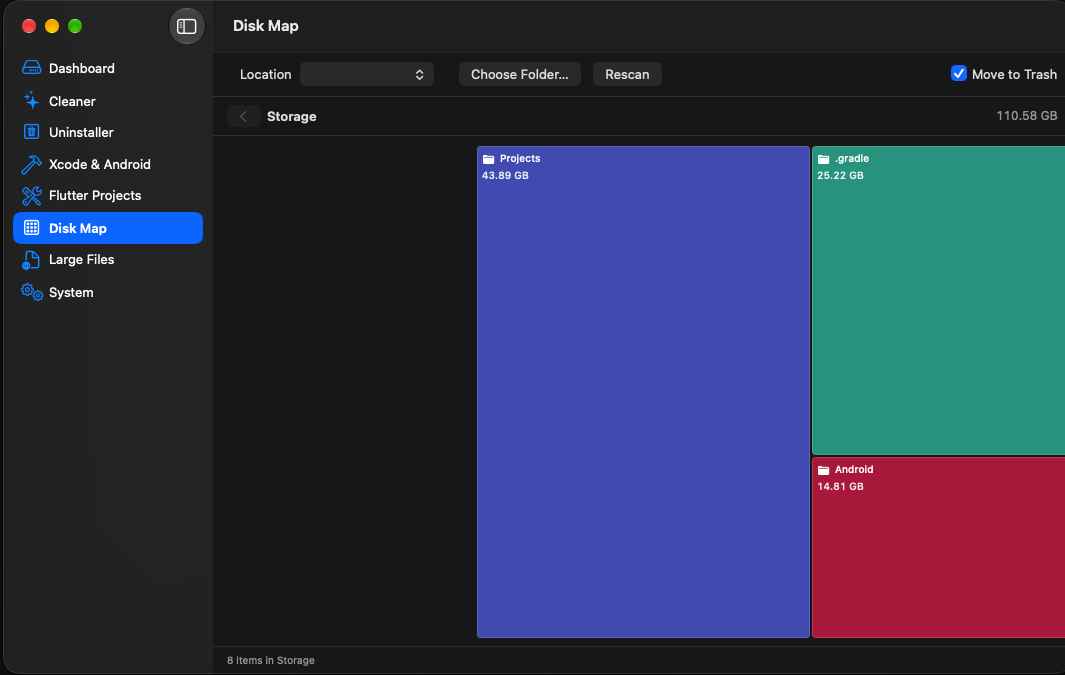 Disk Map
Dashboard
Cleaner
Uninstaller
Xcode & Android
Flutter Projects
Disk Map
Large Files
System
Location
Choose Folder...
Rescan
Move to Trash
Storage
110.58 GB
Projects
43.89 GB
.gradle
25.22 GB
Android
14.81 GB
8 items in Storage